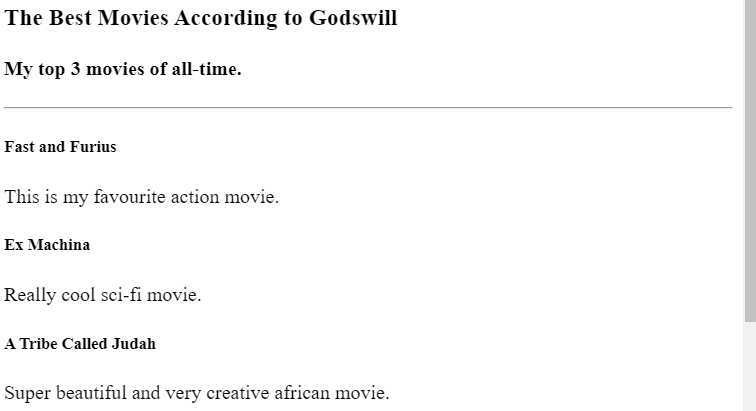 The Best Movies According to Godswill
My top 3 movies of all-time.
Fast and Furius
This is my favourite action movie.
Ex Machina
Really cool sci-fi movie.
A Tribe Called Judah
Super beautiful and very creative african movie.